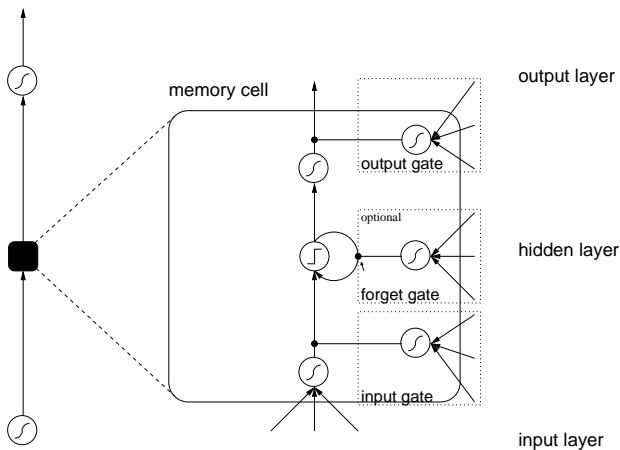 output layer
memory cell
output gate
optional
hidden layer
forget gate
input gate
input layer